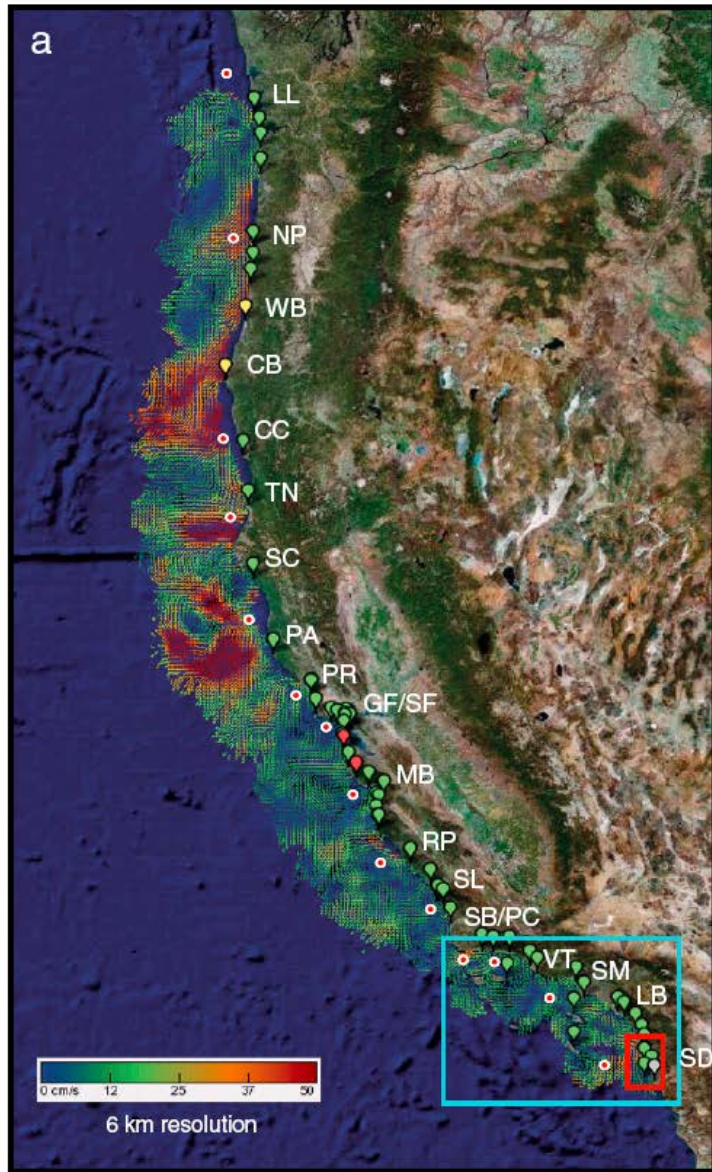 a
LL
NP
WB
CB
CC
TN
SC
PA
PR
GF/SF
MB
RP
SL
SB/PC
VT
SM
LB
SD
0 cm/s 12 25 37 50
6 km resolution